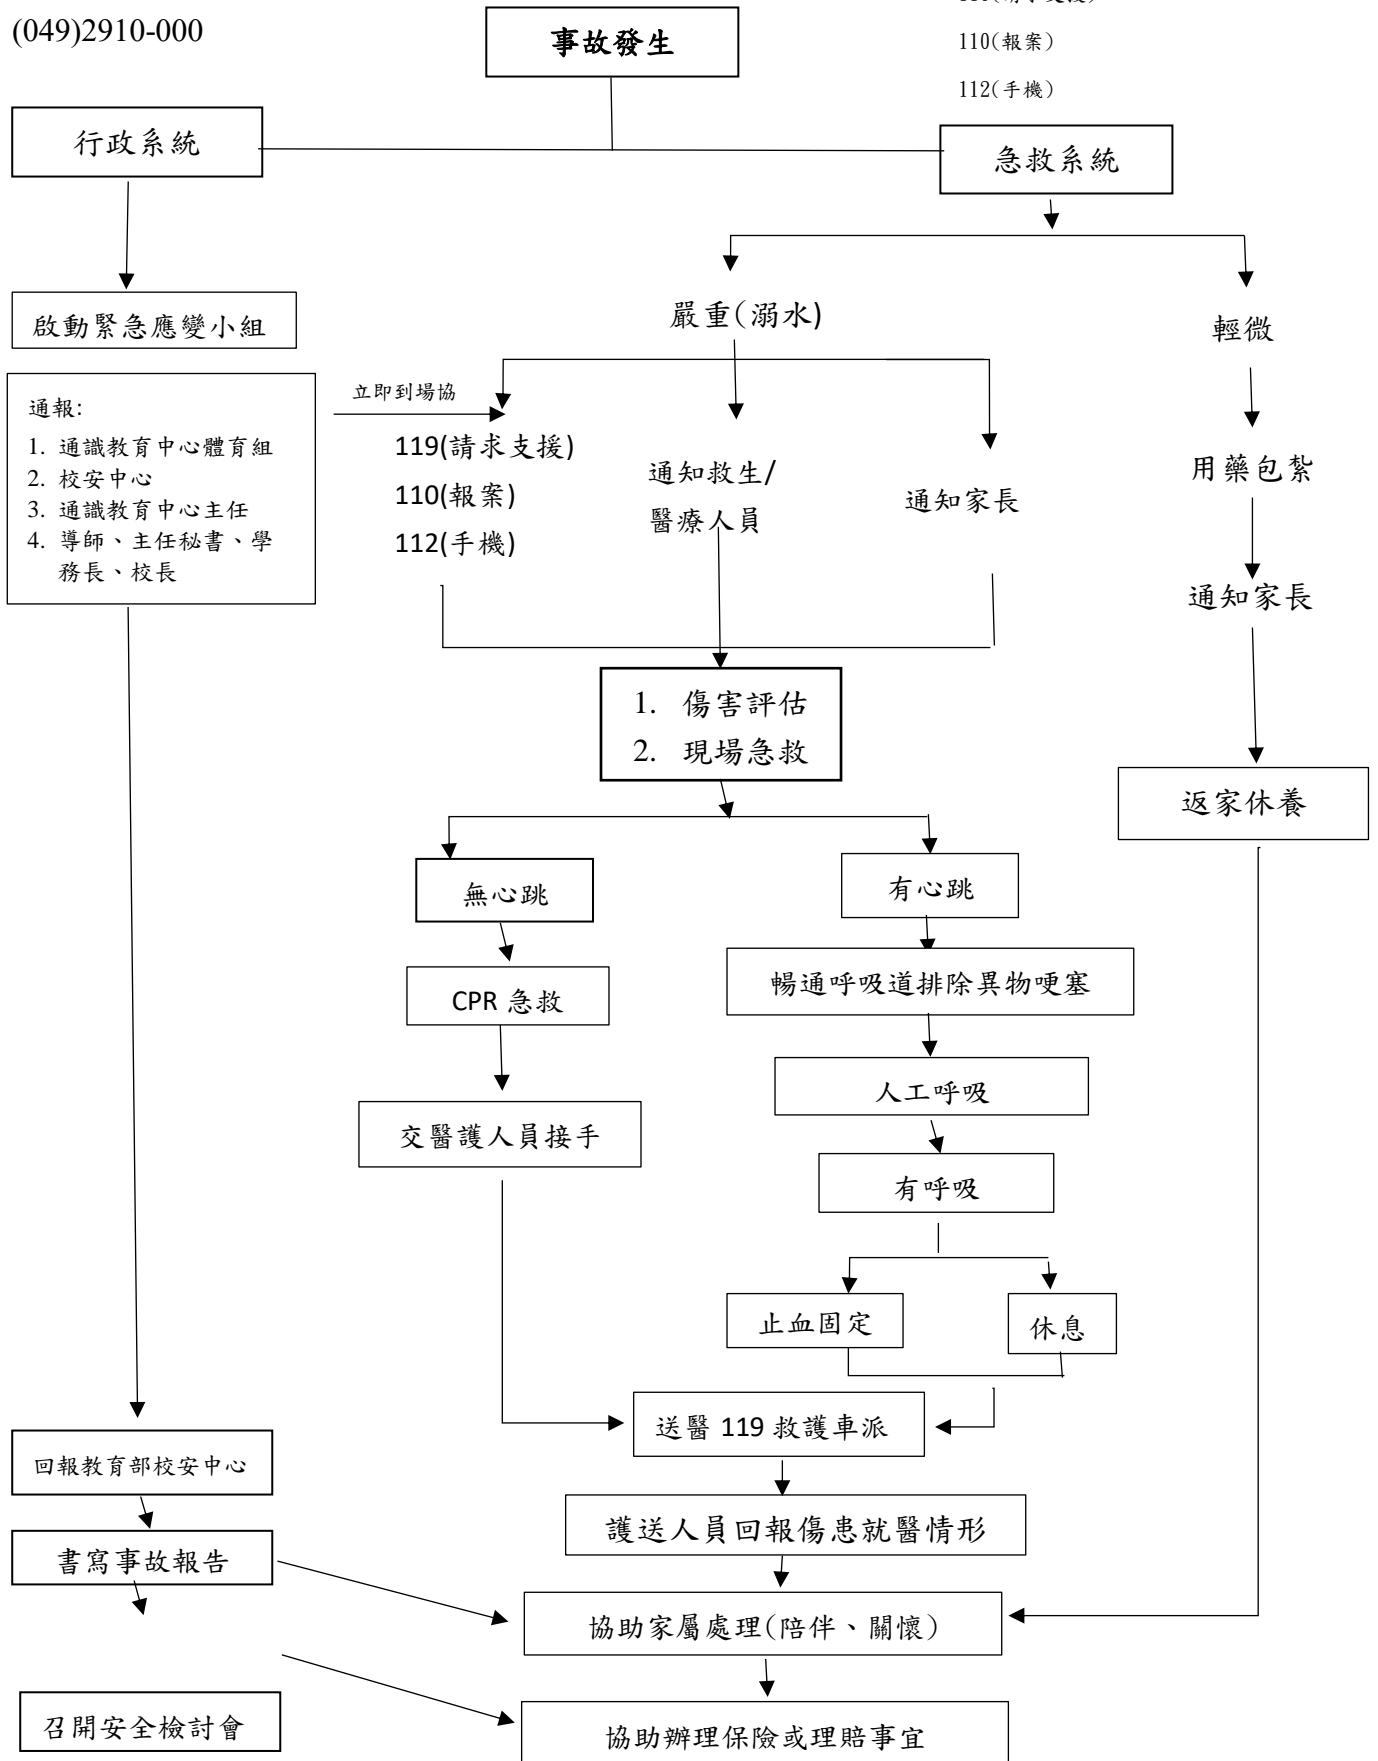 (049)2910-000
事故發生
110(報案)
112(手機)
行政系統
急救系統
啟動緊急應變小組
嚴重(溺水)
輕微
通報:
1. 通識教育中心體育組
2. 校安中心
3. 通識教育中心主任
4. 導師、主任秘書、學
務長、校長
立即到場協
119(請求支援)
110(報案)
112(手機)
通知救生/
醫療人員
通知家長
用藥包紮
通知家長
1. 傷害評估
2. 現場急救
返家休養
無心跳
有心跳
CPR 急救
暢通呼吸道排除異物哽塞
人工呼吸
交醫護人員接手
有呼吸
止血固定
休息
送醫 119 救護車派
回報教育部校安中心
護送人員回報傷患就醫情形
書寫事故報告
協助家屬處理(陪伴、關懷)
召開安全檢討會
協助辦理保險或理賠事宜